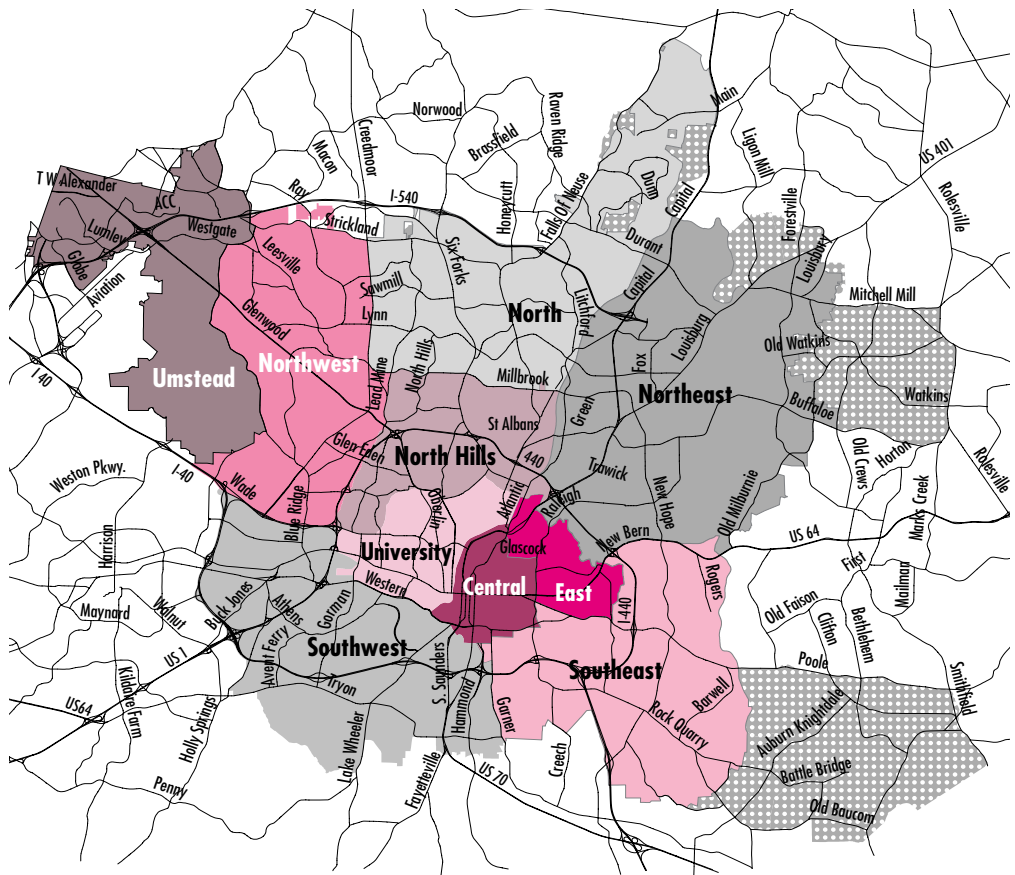 Main
Norwood
Raven Ridge
Creedmoor
Macon
Brassfield
Ligon Mill
US 401
T W Alexander
ACC
Ray
I-540
Honeycutt
Falls Of Neuse
Dunn
Capital
Forestville
Rolesville
Lumley
Westgate
Strickland
Globe
Leesville
Six Forks
Durant
Louisbury
Aviation
Sawmill
Litchford
Capital
Mitchell Mill
Glenwood
Lynn
North
Louisburg
Old Watkins
Northwest
North Hills
Fox
Umstead
Lead Mine
Millbrook
Northeast
I 40
Buffaloe
Watkins
Green
St Albans
Glen Eden
North Hills
440
Trawick
Old Crews
Horton
Rolesville
Weston Pkwy.
I-40
Wade
Blue Ridge
Oberlin
Atlantic
Raleigh
New Hope
Old Milburnie
Marks Creek
Harrison
University
Glascock
New Bern
US 64
First
Western
Central
East
Rogers
Mailman
Maynard
Walnut
Buck Jones
Athens
Gorman
I-440
Old Faison
Clifton
Bethlehem
US 1
Avent Ferry
Southwest
S. Saunders
Southeast
Poole
Smithfield
Kildaire Farm
Tryon
Hammond
Barwell
US64
Holly Springs
Garner
Rock Quarry
Auburn Knightdale
Lake Wheeler
Creech
Battle Bridge
Penny
Fayetteville
US 70
Old Baucom